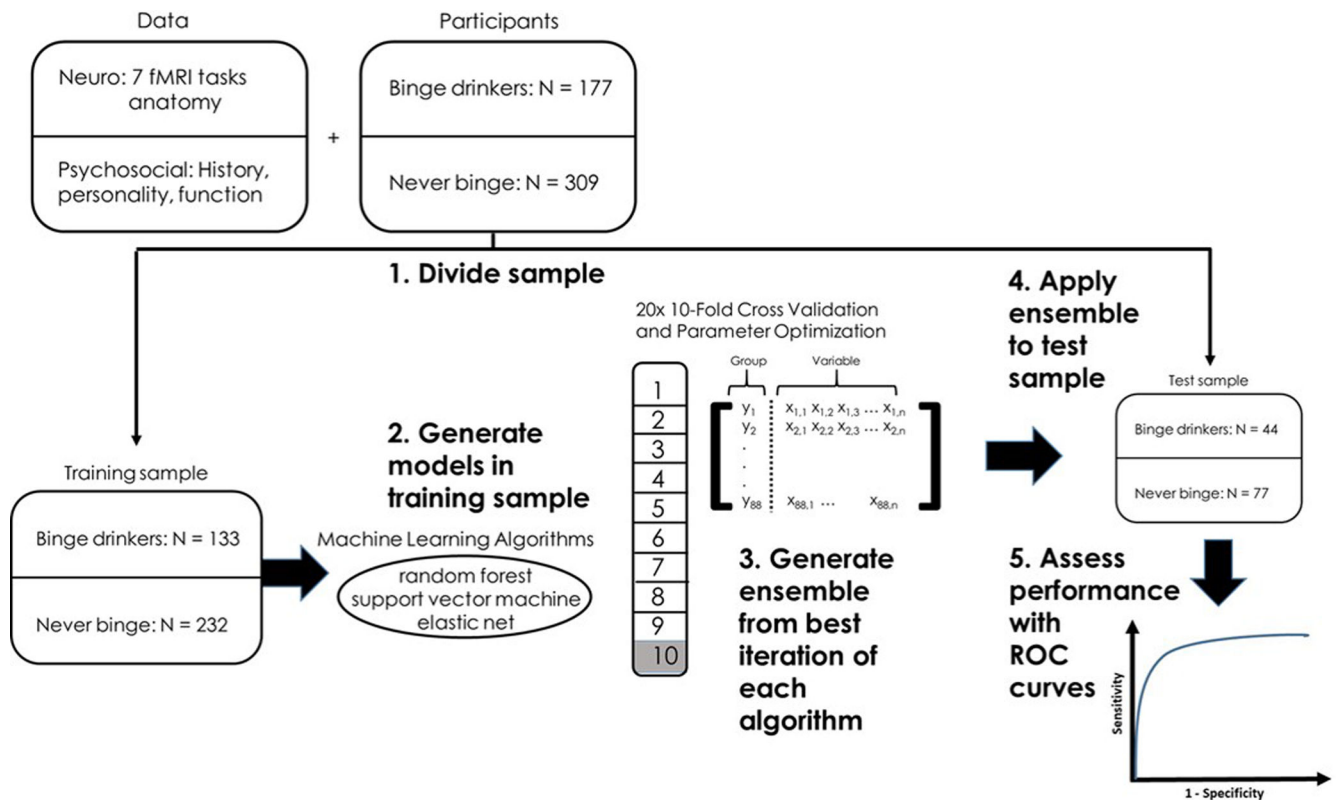 Data
Participants
Neuro: 7 fMRI tasks
anatomy
Psychosocial: History,
personality, function
+
Binge drinkers: N = 177
Never binge: N = 309
1. Divide sample
Training sample
Binge drinkers: N = 133
Never binge: N = 232
2. Generate
models in
training sample
Machine Learning Algorithms
random forest
support vector machine
elastic net
20x 10-Fold Cross Validation
and Parameter Optimization
1
2
3
4
5
6
7
8
9
10
Group Variable
y1 x1,1 x1,2 x1,3 ... x1,n
y2 x2,1 x2,2 x2,3 ... x2,n
.
.
.
y88 x88,1 ... x88,n
3. Generate
ensemble
from best
iteration of
each
algorithm
4. Apply
ensemble
to test
sample
Test sample
Binge drinkers: N = 44
Never binge: N = 77
5. Assess
performance
with
ROC
curves
Sensitivity
1 - Specificity